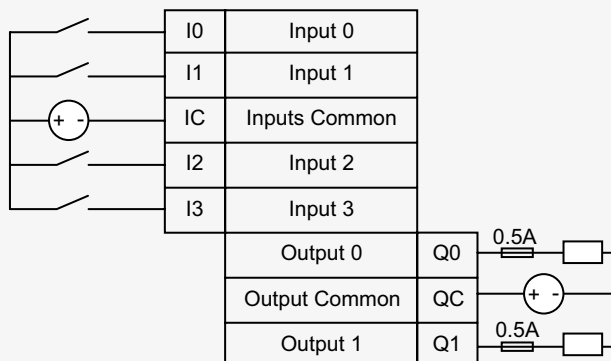 I0 Input 0
I1 Input 1
+ - IC Inputs Common
I2 Input 2
I3 Input 3
Output 0 Q0 0.5A
Output Common QC + -
Output 1 Q1 0.5A